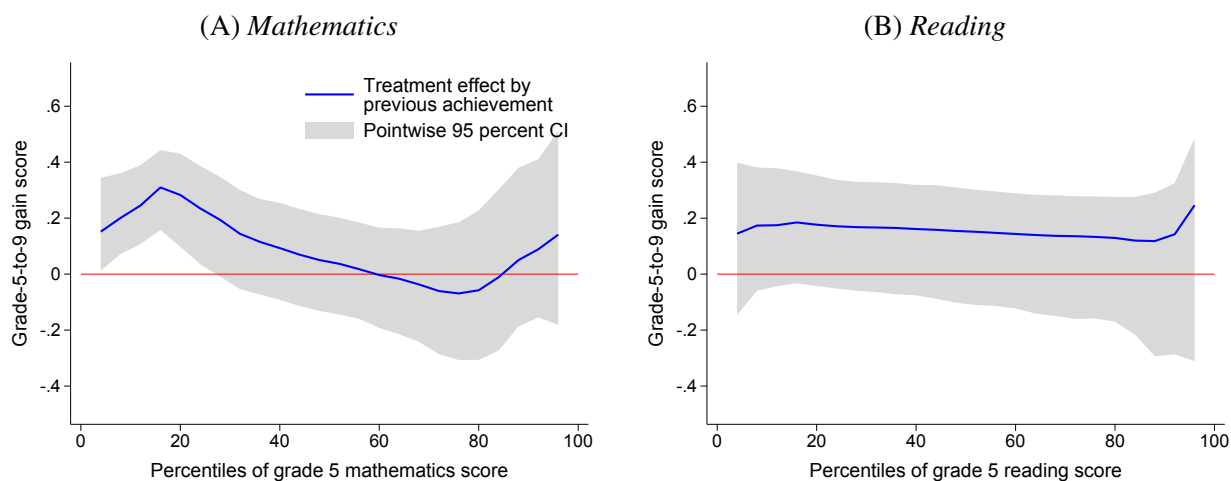 (A) Mathematics
Grade-5-to-9 gain score
.6
.4
.2
0
-.2
-.4
Treatment effect by
previous achievement
Pointwise 95 percent CI
0 20 40 60 80 100
Percentiles of grade 5 mathematics score
(B) Reading
Grade-5-to-9 gain score
.6
.4
.2
0
-.2
-.4
0 20 40 60 80 100
Percentiles of grade 5 reading score